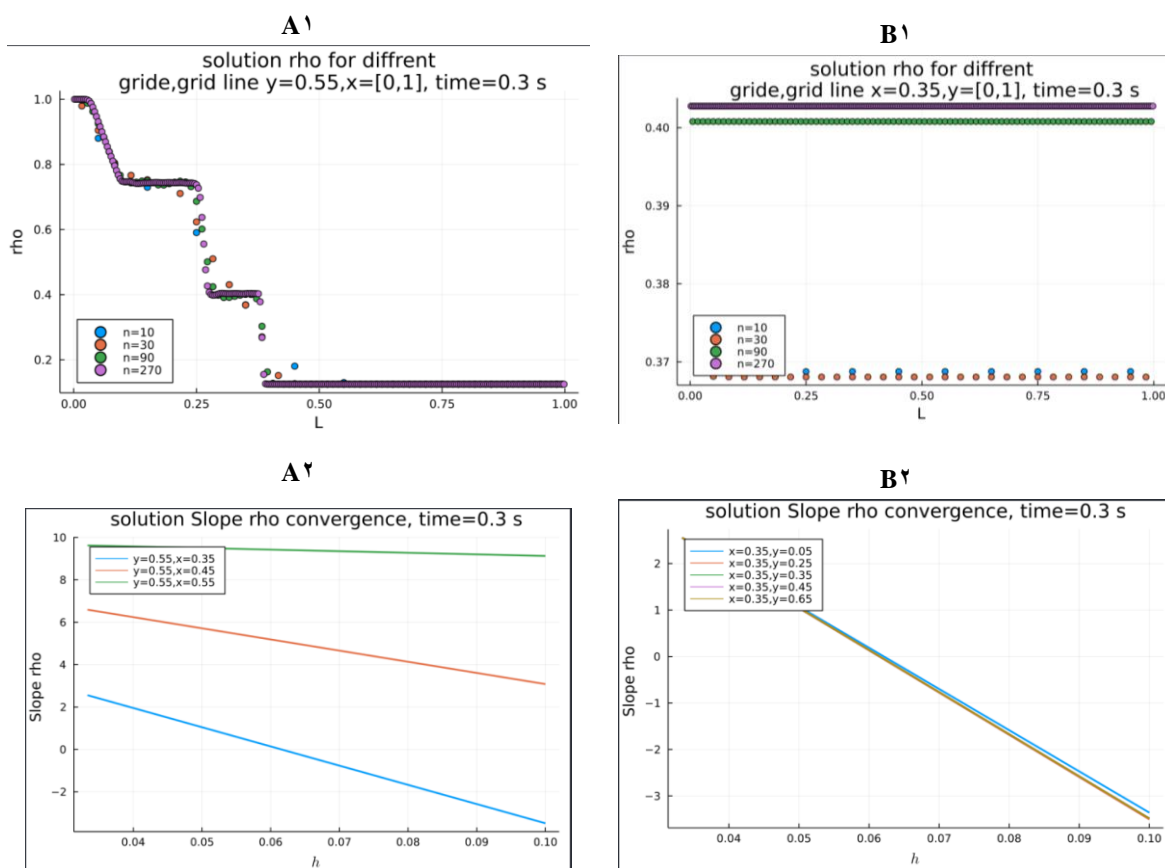 A۱
solution rho for diffrent
gride,grid line y=0.55,x=[0,1], time=0.3 s
1.0
0.8
0.6
0.4
0.2
rho
n=10
n=30
n=90
n=270
0.00
0.25
0.50
0.75
1.00
L
B۱
solution rho for diffrent
gride,grid line x=0.35,y=[0,1], time=0.3 s
0.40
0.39
0.38
0.37
rho
n=10
n=30
n=90
n=270
0.00
0.25
0.50
0.75
1.00
L
A۲
solution Slope rho convergence, time=0.3 s
10
8
6
4
2
0
−2
Slope rho
y=0.55,x=0.35
y=0.55,x=0.45
y=0.55,x=0.55
0.04
0.05
0.06
0.07
0.08
0.09
0.10
h
B۲
solution Slope rho convergence, time=0.3 s
2
1
0
−1
−2
−3
Slope rho
x=0.35,y=0.05
x=0.35,y=0.25
x=0.35,y=0.35
x=0.35,y=0.45
x=0.35,y=0.65
0.04
0.05
0.06
0.07
0.08
0.09
0.10
h